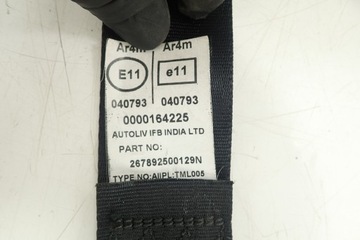 Ar4m Ar4m
E11 e11
040793 040793
0000164225
AUTOLIV IFB INDIA LTD
PART NO:
267892500129N
TYPE NO:AIIPL:TML005